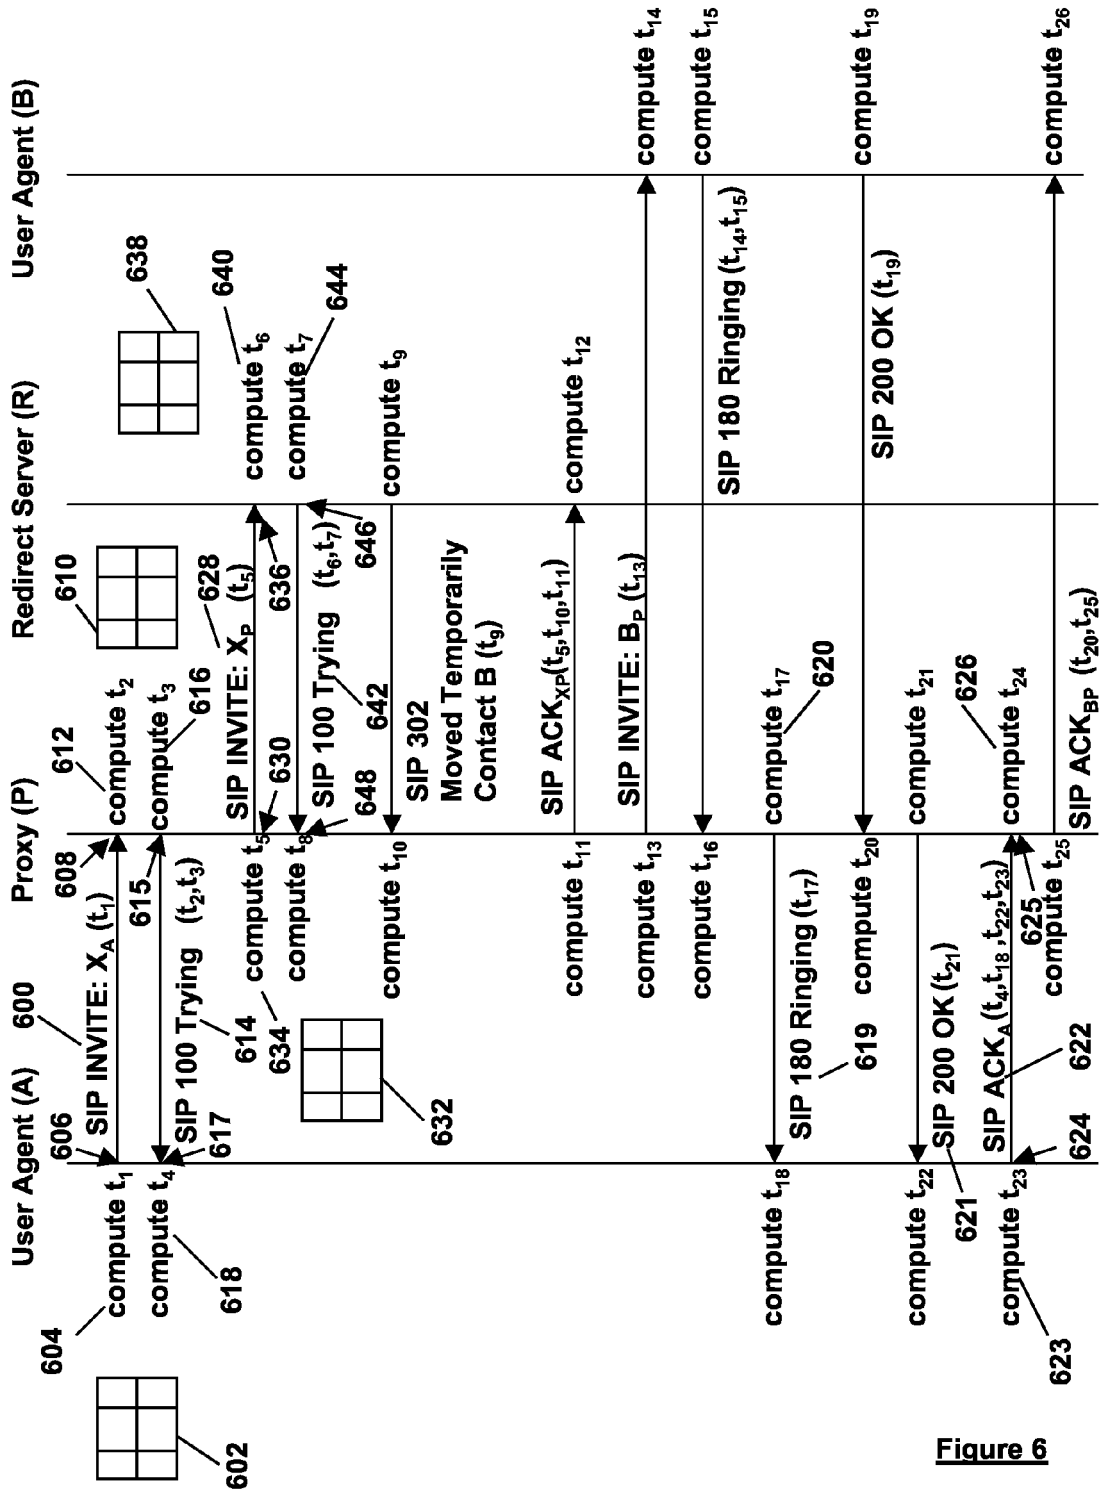 User Agent (A)
Proxy (P)
Redirect Server (R)
User Agent (B)
600
602
604
606
608
610
612
compute t1
SIP INVITE: XA (t1)
compute t2
compute t4
SIP 100 Trying (t2,t3)
compute t3
614
615
616
617
618
628
SIP INVITE: XP (t5)
compute t5
compute t6
630
632
634
636
638
640
SIP 100 Trying (t6,t7)
compute t8
compute t7
642
644
646
648
compute t9
SIP 302
Moved Temporarily
Contact B (t9)
compute t10
compute t11
SIP ACKXP(t5,t10,t11)
compute t12
compute t13
SIP INVITE: BP (t13)
compute t14
compute t15
SIP 180 Ringing (t14,t15)
compute t16
compute t17
620
SIP 180 Ringing (t17)
619
compute t18
compute t19
SIP 200 OK (t19)
compute t20
compute t21
SIP 200 OK (t21)
621
compute t22
compute t23
623
SIP ACKA(t4,t18,t22,t23)
622
624
625
626
compute t24
compute t25
SIP ACKBP (t20,t25)
compute t26
Figure 6